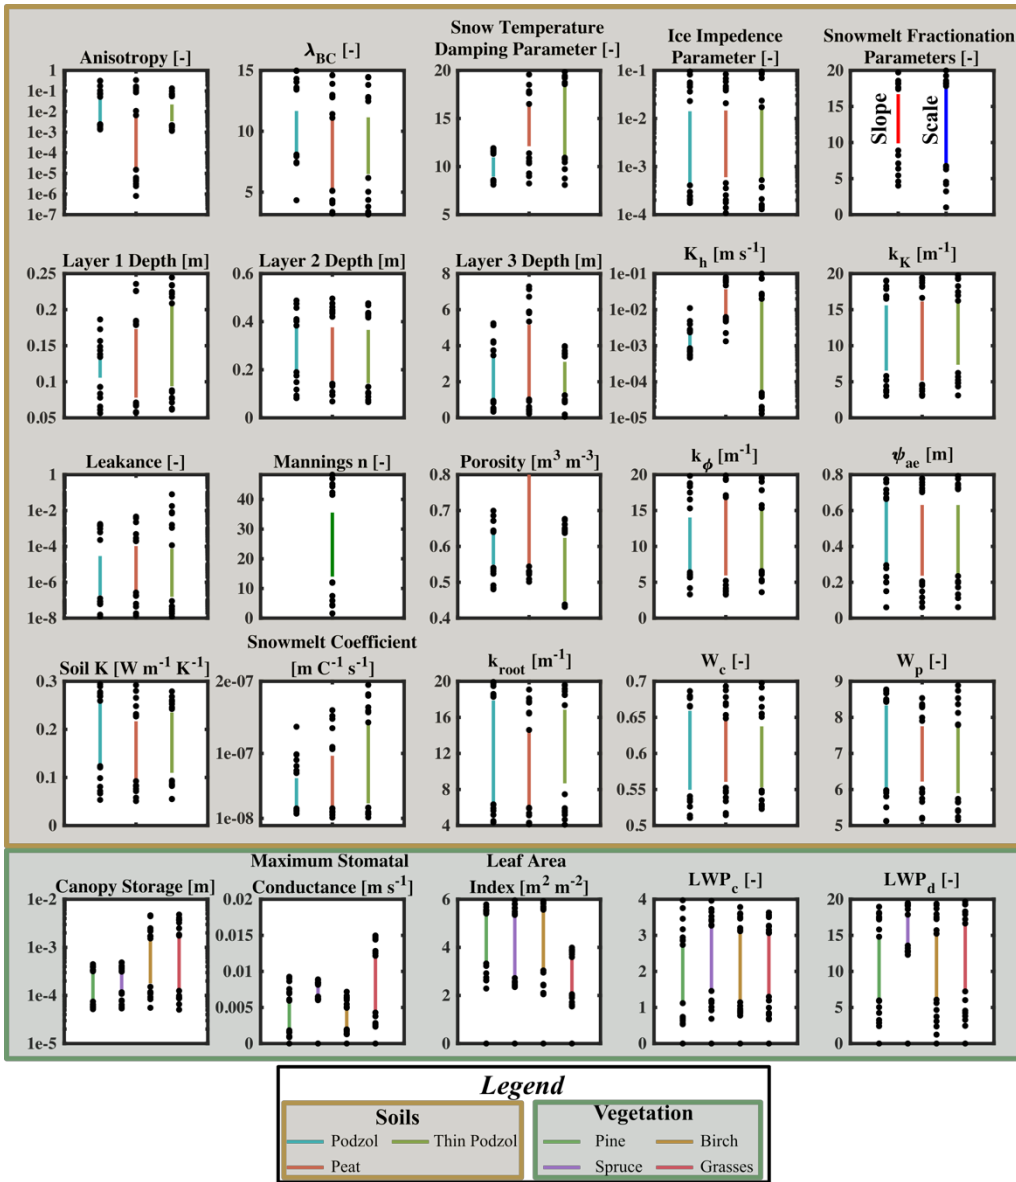 Snow Temperature
Damping Parameter [-]
Ice Impedence
Parameter [-]
Snowmelt Fractionation
Parameters [-]
Anisotropy [-]
λBC [-]
1
1e-1
1e-2
1e-3
1e-4
1e-5
1e-6
1e-7
15
10
5
20
15
10
5
1e-1
1e-2
1e-3
1e-4
20
15
10
5
0
Slope
Scale
Layer 1 Depth [m]
Layer 2 Depth [m]
Layer 3 Depth [m]
Kh [m s-1]
kK [m-1]
0.25
0.2
0.15
0.1
0.05
0.6
0.4
0.2
0
8
6
4
2
0
1e-01
1e-02
1e-03
1e-04
1e-05
20
15
10
5
0
Leakance [-]
Mannings n [-]
Porosity [m3 m-3]
kϕ [m-1]
ψae [m]
1
1e-2
1e-4
1e-6
1e-8
40
30
20
10
0
0.8
0.7
0.6
0.5
0.4
20
15
10
5
0
0.8
0.6
0.4
0.2
0
Soil K [W m-1 K-1]
Snowmelt Coefficient
[m C-1 s-1]
kroot [m-1]
Wc [-]
Wp [-]
0.3
0.2
0.1
0
2e-07
1e-07
1e-08
20
16
12
8
4
0.7
0.65
0.6
0.55
0.5
9
8
7
6
5
Canopy Storage [m]
Maximum Stomatal
Conductance [m s-1]
Leaf Area
Index [m2 m-2]
LWPc [-]
LWPd [-]
1e-2
1e-3
1e-4
1e-5
0.02
0.015
0.01
0.005
0
6
4
2
0
4
3
2
1
0
20
15
10
5
0
Legend
Soils
Podzol
Thin Podzol
Peat
Vegetation
Pine
Birch
Spruce
Grasses